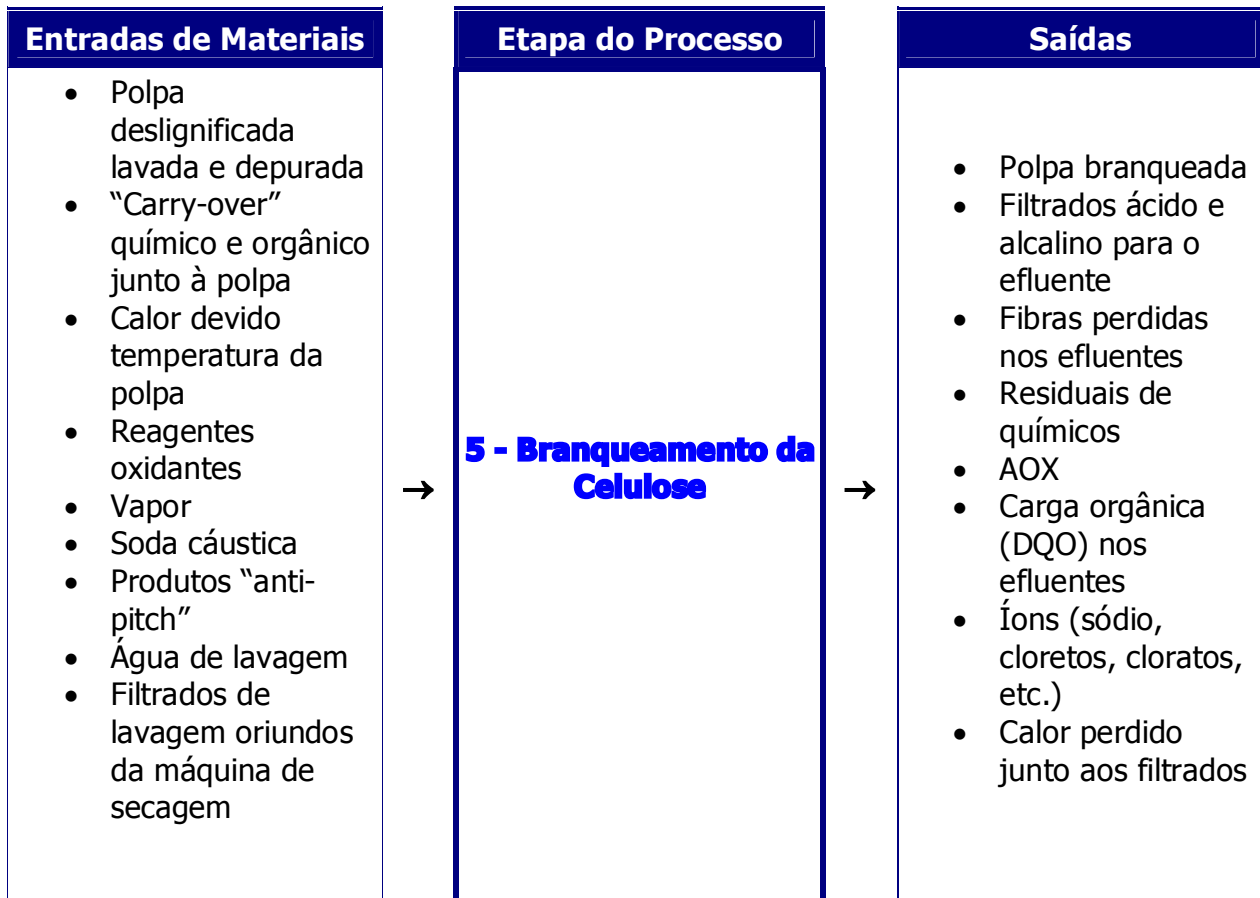 Entradas de Materiais
• Polpa
deslignificada
lavada e depurada
• “Carry-over”
químico e orgânico
junto à polpa
• Calor devido
temperatura da
polpa
• Reagentes
oxidantes
• Vapor
• Soda cáustica
• Produtos “anti-
pitch”
• Água de lavagem
• Filtrados de
lavagem oriundos
da máquina de
secagem
→
Etapa do Processo
5 - Branqueamento da
Celulose
→
Saídas
• Polpa branqueada
• Filtrados ácido e
alcalino para o
efluente
• Fibras perdidas
nos efluentes
• Residuais de
químicos
• AOX
• Carga orgânica
(DQO) nos
efluentes
• Íons (sódio,
cloretos, cloratos,
etc.)
• Calor perdido
junto aos filtrados